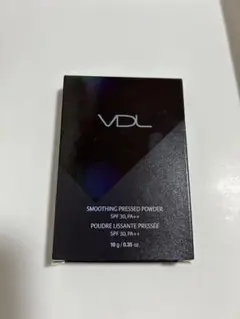 VDL
SMOOTHING PRESSED POWDER
SPF 30, PA++
POUDRE LISSANTE PRESSÉE
SPF 30, PA++
10 g / 0.35 oz.